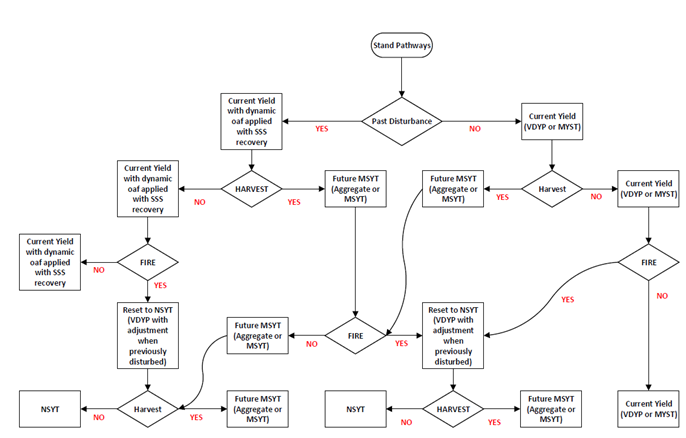 Stand Pathways
Current Yield
with dynamic
oaf applied
with SSS
recovery
YES
Past Disturbance
NO
Current Yield
(VDYP or MYST)
Current Yield
with dynamic
oaf applied
with SSS
recovery
NO
HARVEST
YES
Future MSYT
(Aggregate or
MSYT)
Future MSYT
(Aggregate or
MSYT)
YES
Harvest
NO
Current Yield
(VDYP or MYST)
Current Yield
with dynamic
oaf applied
with SSS
recovery
NO
FIRE
YES
FIRE
YES
NO
Reset to NSYT
(VDYP with
adjustment
when
previously
disturbed)
Future MSYT
(Aggregate or
MSYT)
NO
FIRE
YES
Reset to NSYT
(VDYP with
adjustment
when
previously
disturbed)
NSYT
NO
Harvest
YES
Future MSYT
(Aggregate or
MSYT)
NSYT
NO
HARVEST
YES
Future MSYT
(Aggregate or
MSYT)
Current Yield
(VDYP or MYST)